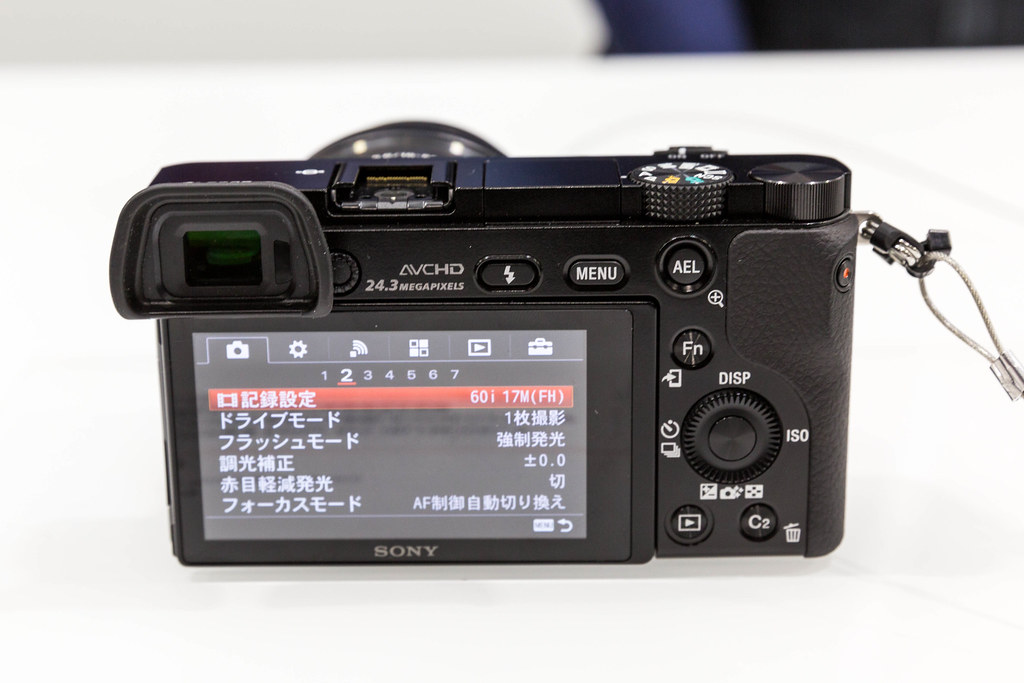 ON OFF
AVCHD
24.3 MEGAPIXELS
MENU
AEL
Fn
DISP
ISO
C2
1 2 3 4 5 6 7
記録設定 60i 17M(FH)
ドライブモード 1枚撮影
フラッシュモード 強制発光
調光補正 ±0.0
赤目軽減発光 切
フォーカスモード AF制御自動切り換え
MENU
SONY